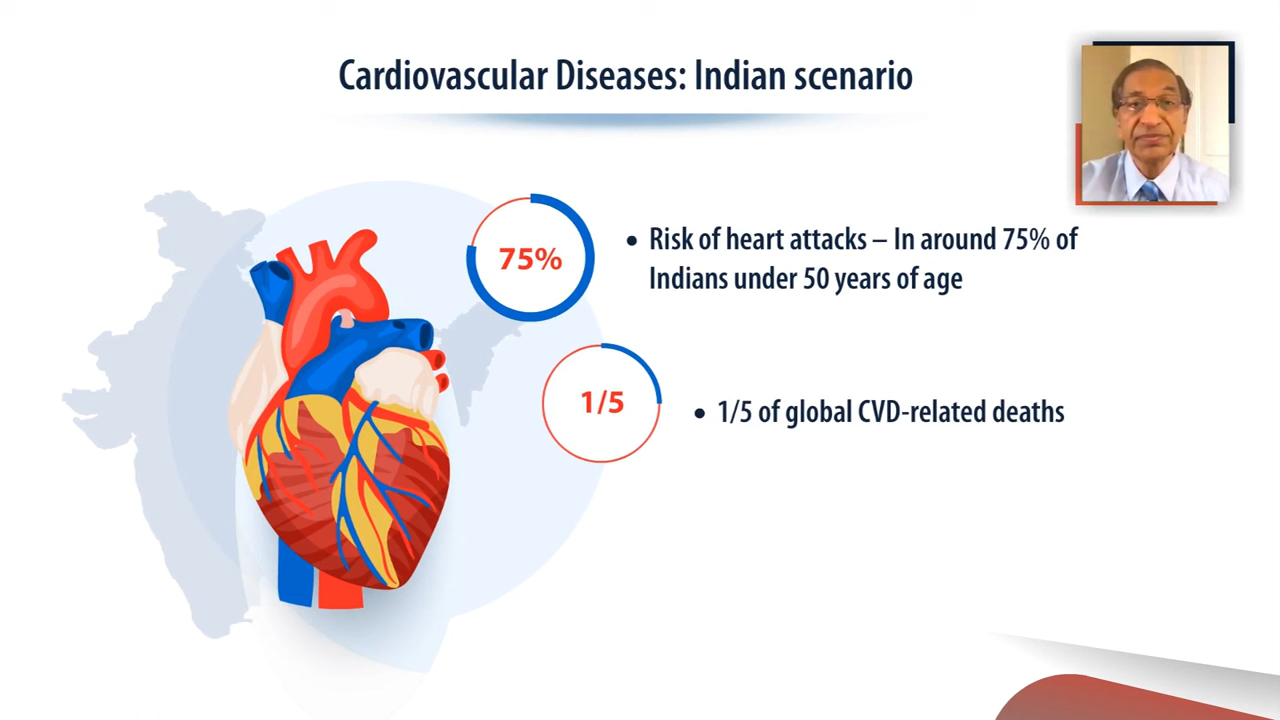 Cardiovascular Diseases: Indian scenario
75%
• Risk of heart attacks – In around 75% of
Indians under 50 years of age
1/5
• 1/5 of global CVD-related deaths